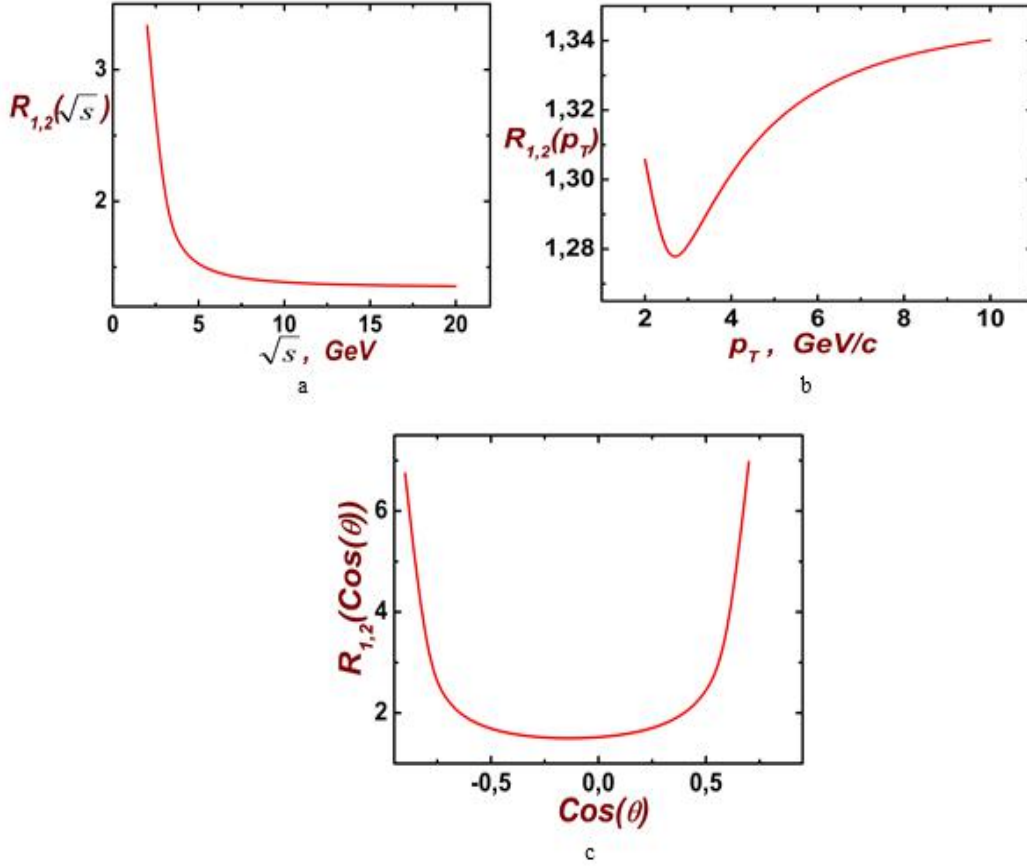 3
R₁,₂(√s)
2
0 5 10 15 20
√s, GeV
a
1,34
1,32
R₁,₂(p_T)
1,30
1,28
2 4 6 8 10
p_T, GeV/c
b
6
R₁,₂(Cos(θ))
4
2
-0,5 0,0 0,5
Cos(θ)
c